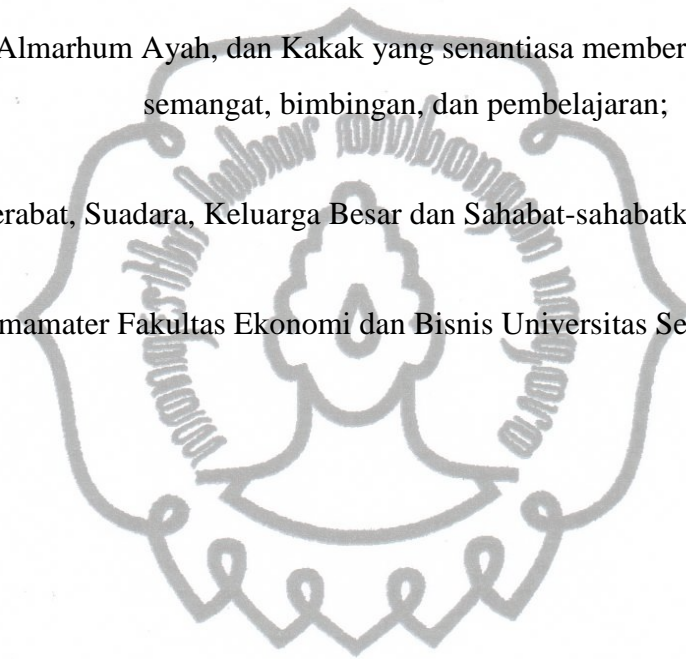 Almarhum Ayah, dan Kakak yang senantiasa member
semangat, bimbingan, dan pembelajaran;
erabat, Suadara, Keluarga Besar dan Sahabat-sahabatk
mamater Fakultas Ekonomi dan Bisnis Universitas Se